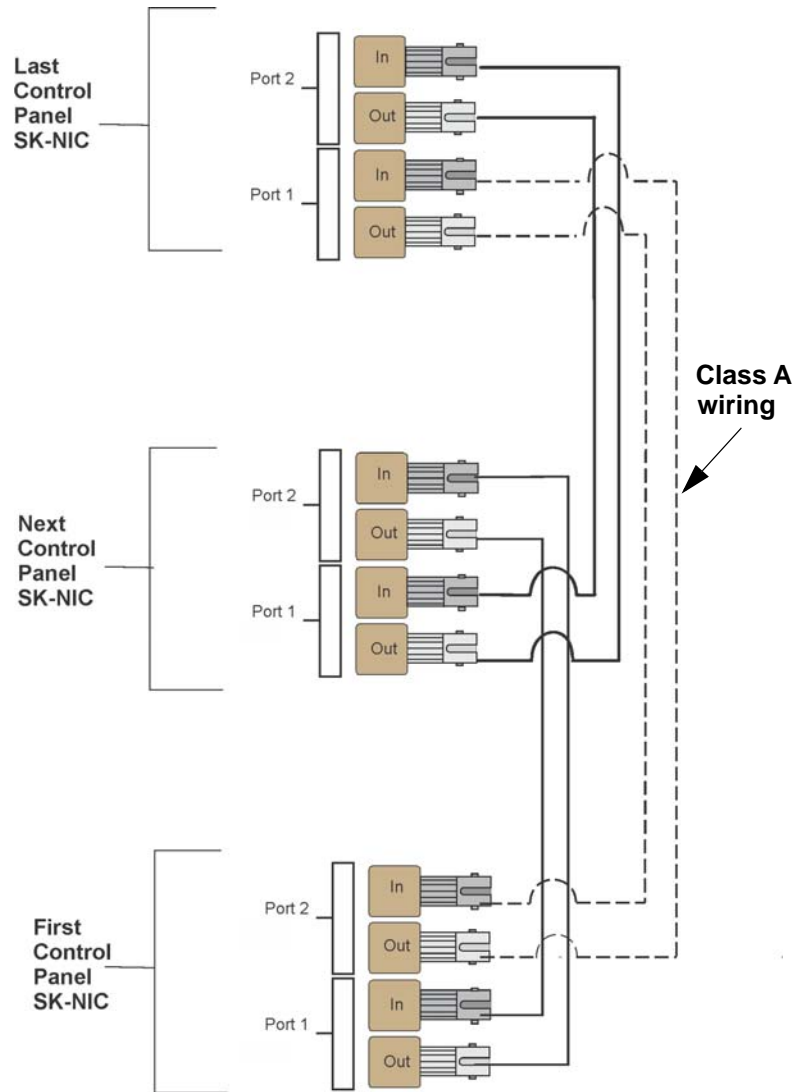 Last
Control
Panel
SK-NIC
Port 2
In
Out
Port 1
In
Out
Class A
wiring
Next
Control
Panel
SK-NIC
Port 2
In
Out
Port 1
In
Out
First
Control
Panel
SK-NIC
Port 2
In
Out
Port 1
In
Out